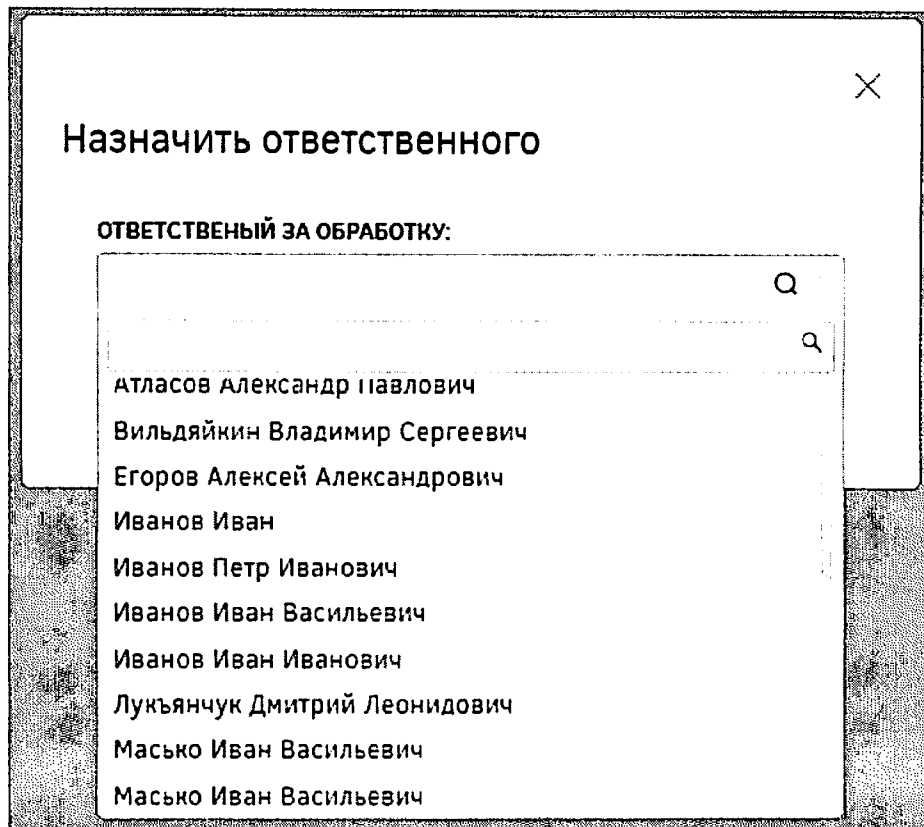 Назначить ответственного
ОТВЕТСТВЕНЫЙ ЗА ОБРАБОТКУ:
Атласов Александр Павлович
Вильдяйкин Владимир Сергеевич
Егоров Алексей Александрович
Иванов Иван
Иванов Петр Иванович
Иванов Иван Васильевич
Иванов Иван Иванович
Лукъянчук Дмитрий Леонидович
Масько Иван Васильевич
Масько Иван Васильевич